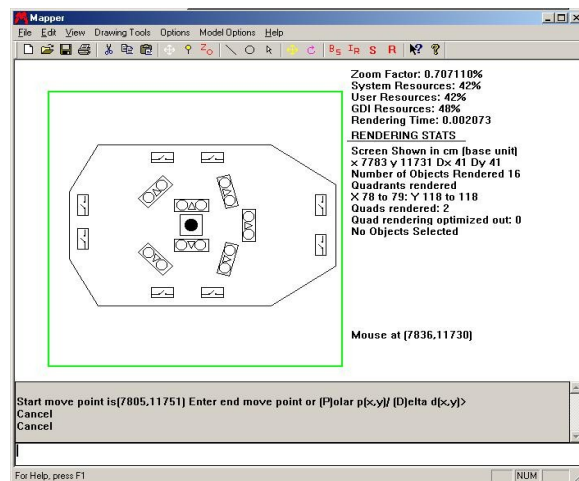 Mapper
File Edit View Drawing Tools Options Model Options Help
Zo Bs IR S R
Zoom Factor: 0.707110%
System Resources: 42%
User Resources: 42%
GDI Resources: 48%
Rendering Time: 0.002073
RENDERING STATS
Screen Shown in cm (base unit)
x 7783 y 11731 Dx 41 Dy 41
Number of Objects Rendered 16
Quadrants rendered
X 78 to 79: Y 118 to 118
Quads rendered: 2
Quad rendering optimized out: 0
No Objects Selected
Mouse at (7836,11730)
Start move point is(7805,11751) Enter end move point or (P)olar p(x,y)/ (D)elta d(x,y)>
Cancel
Cancel
For Help, press F1
NUM